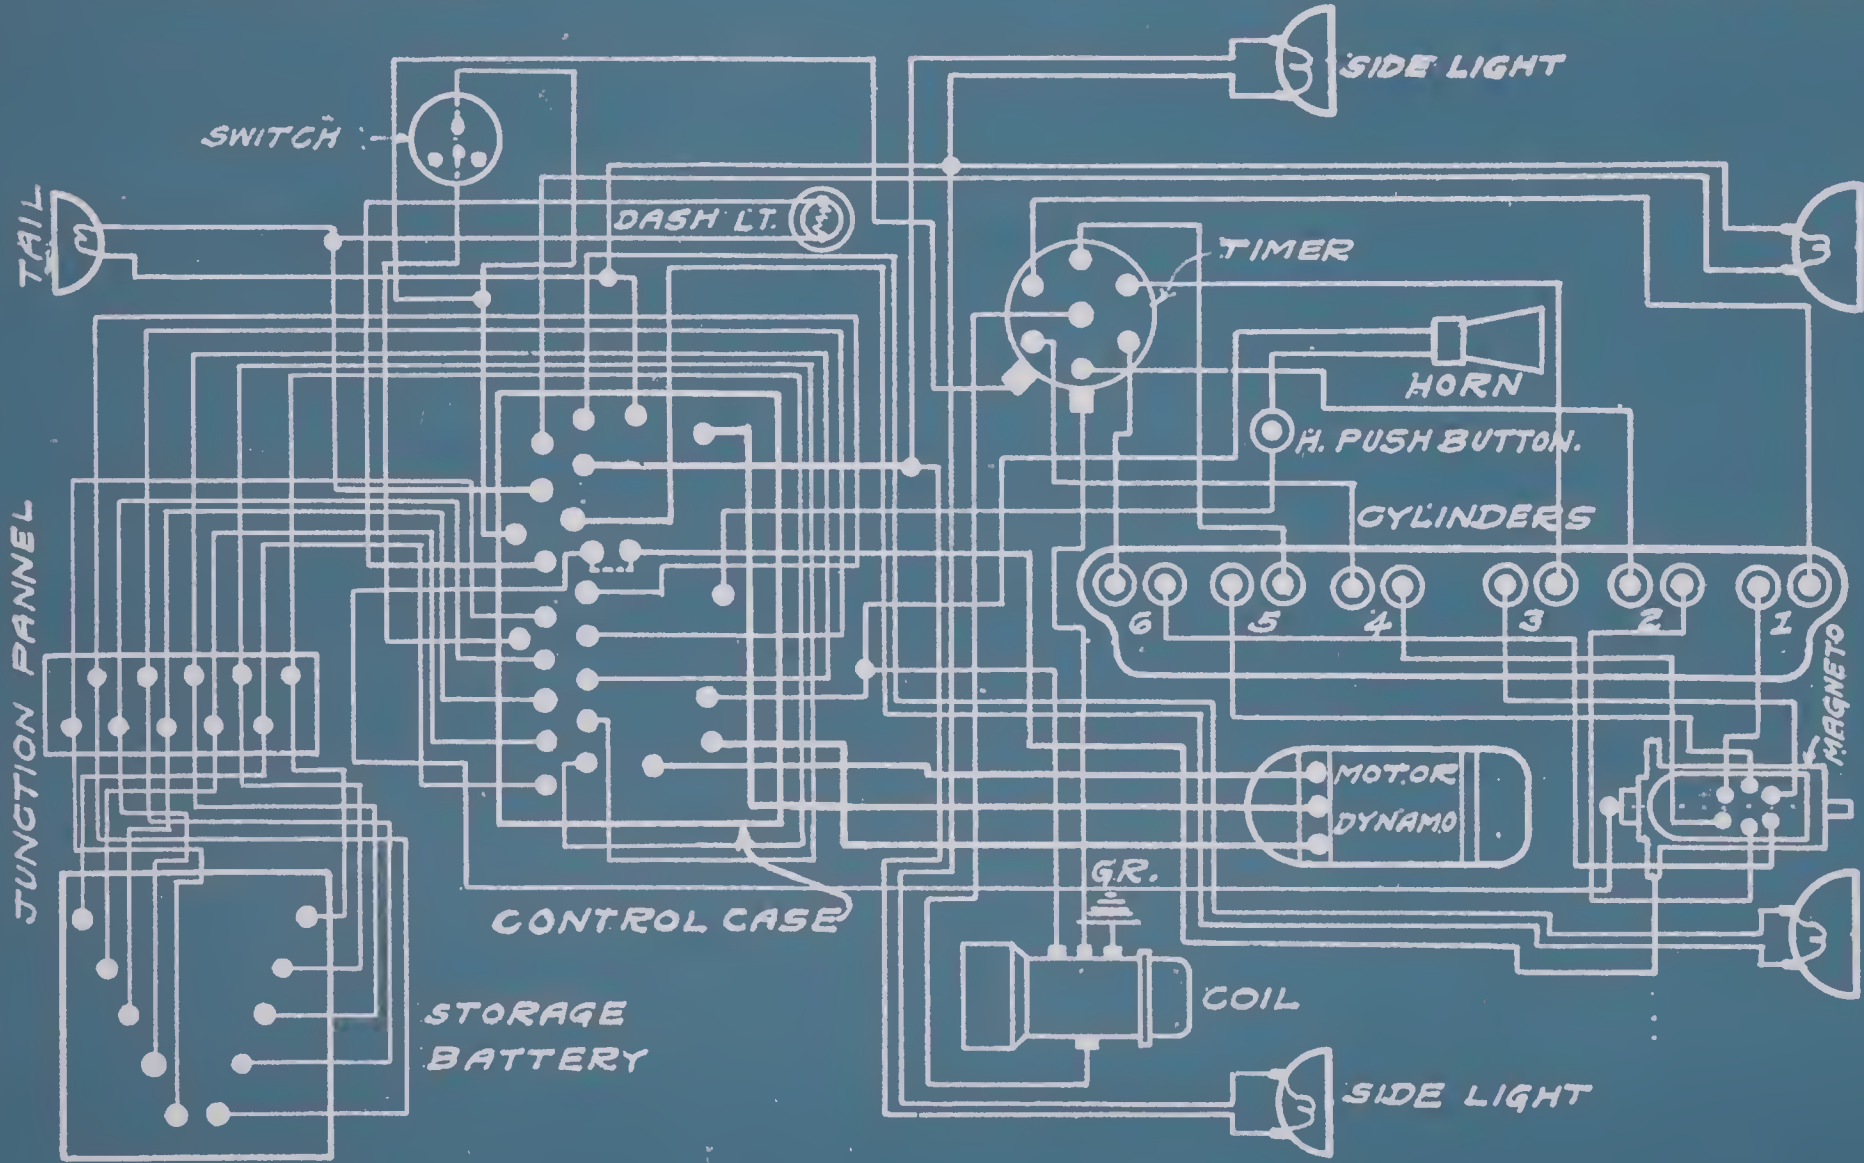 SIDE LIGHT
SWITCH
TAIL
DASH LT.
TIMER
HORN
H. PUSH BUTTON.
CYLINDERS
6 5 4 3 2 1
MAGNETO
JUNCTION PANNEL
MOTOR
DYNAMO
GR.
CONTROL CASE
COIL
STORAGE
BATTERY
SIDE LIGHT